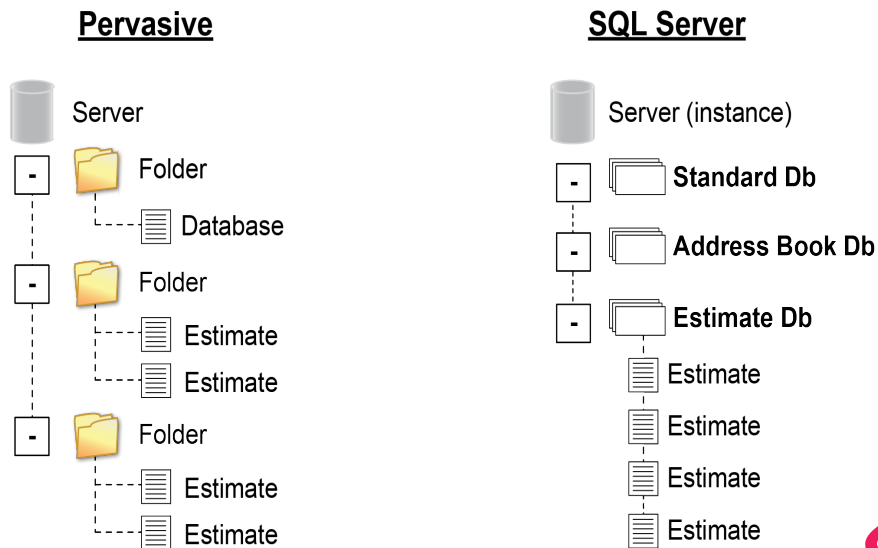 Pervasive
Server
- Folder
Database
- Folder
Estimate
Estimate
- Folder
Estimate
Estimate
SQL Server
Server (instance)
- Standard Db
- Address Book Db
- Estimate Db
Estimate
Estimate
Estimate
Estimate